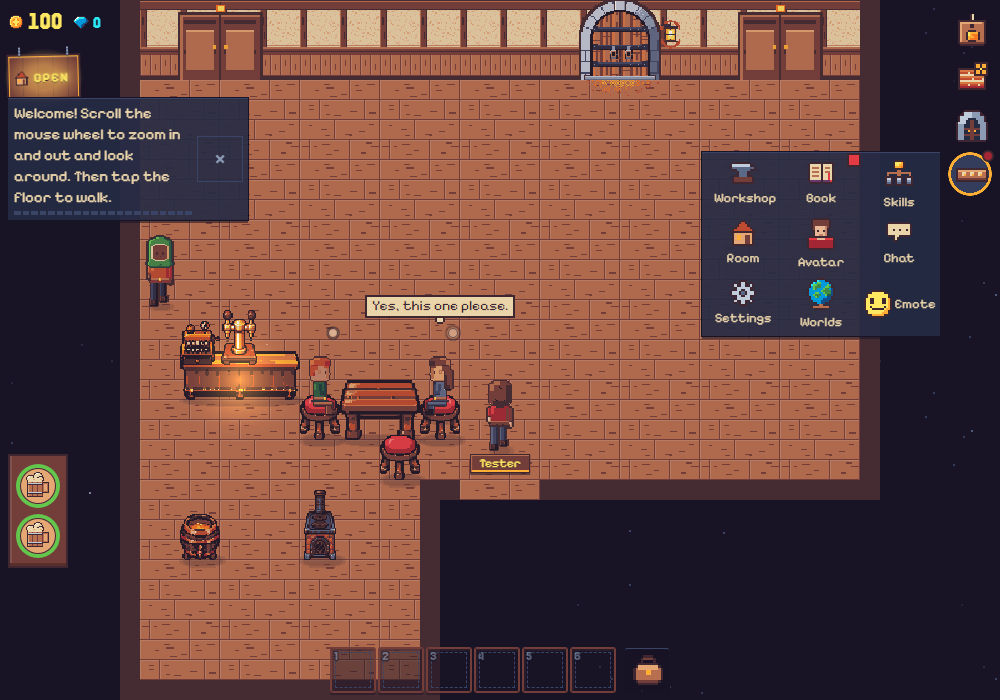 100
0
OPEN
Welcome! Scroll the
mouse wheel to zoom in
and out and look
around. Then tap the
floor to walk.
×
Workshop
Book
Skills
Room
Avatar
Chat
Settings
Worlds
Emote
Yes, this one please.
Tester
1
2
3
4
5
6